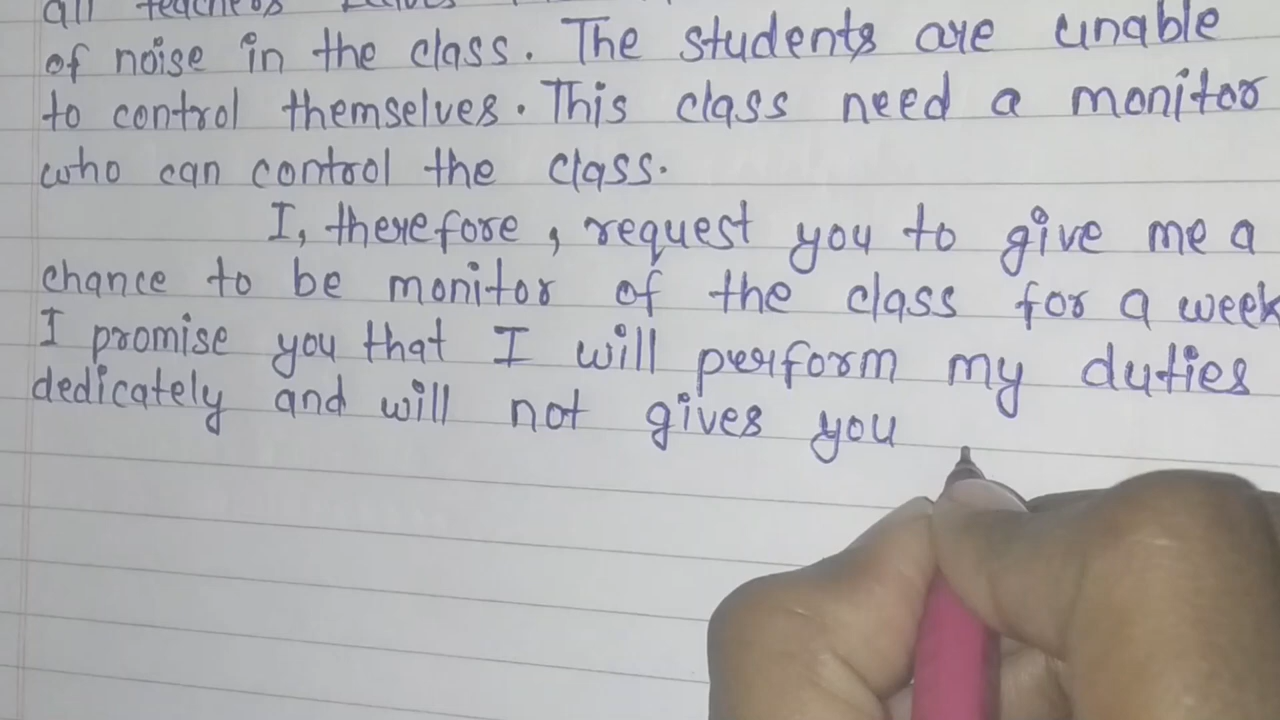 all teachers
of noise in the class. The students are unable
to control themselves. This class need a monitor
who can control the class.
I, therefore, request you to give me a
chance to be monitor of the class for a week
I promise you that I will perform my duties
dedicately and will not gives you